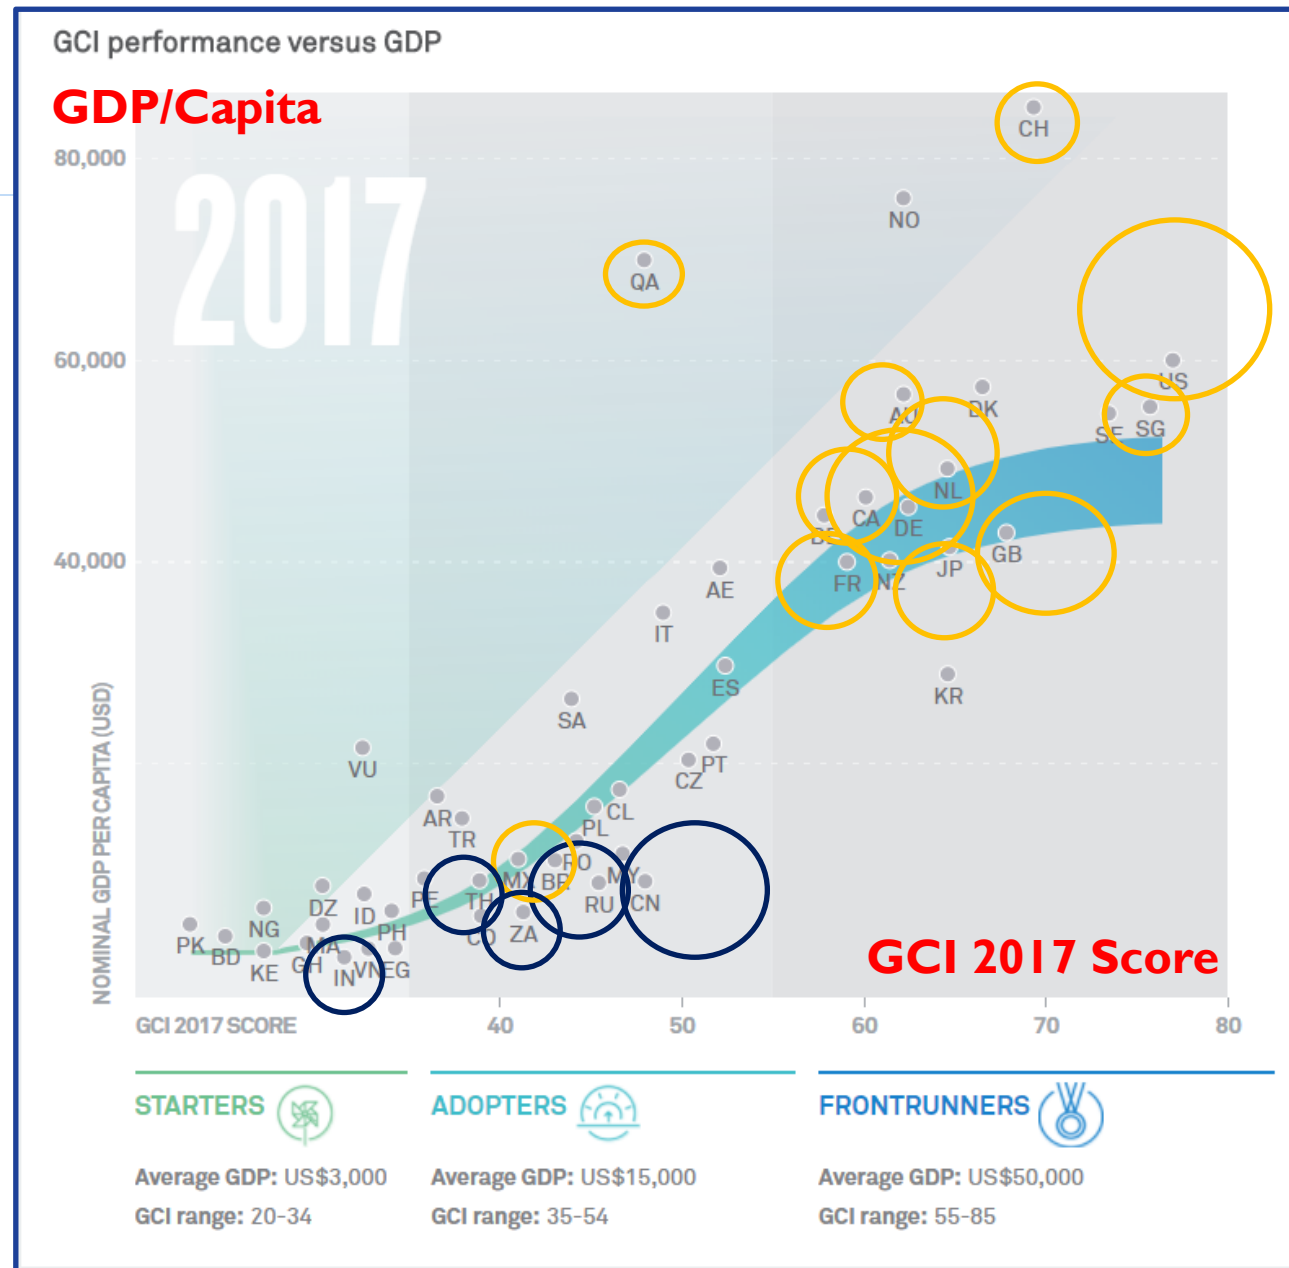 GCI performance versus GDP
GDP/Capita
80,000
2017
CH
NO
QA
60,000
US
AU
DK
SE
SG
NL
CA
DE
40,000
FR
NZ
JP
GB
AE
IT
ES
KR
SA
VU
CZ
PT
AR
TR
CL
PL
RO
MX
BR
MY
PE
TH
RU
CN
DZ
ID
PH
CO
ZA
NG
MA
PK
BD
KE
GH
IN
VN
EG
NOMINAL GDP PER CAPITA (USD)
GCI 2017 Score
GCI 2017 SCORE
40
50
60
70
80
STARTERS
ADOPTERS
FRONTRUNNERS
Average GDP: US$3,000
Average GDP: US$15,000
Average GDP: US$50,000
GCI range: 20-34
GCI range: 35-54
GCI range: 55-85